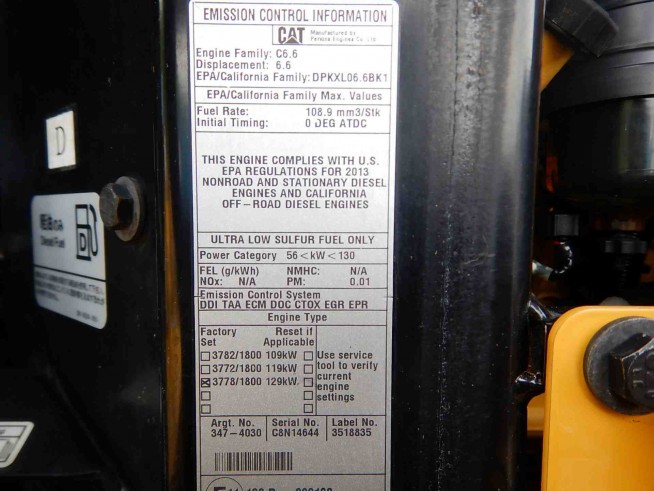 EMISSION CONTROL INFORMATION
CAT Manufactured by
Perkins Engines Co. Ltd.
Engine Family: C6.6
Displacement: 6.6
EPA/California Family: DPKXL06.6BK1
EPA/California Family Max. Values
Fuel Rate: 108.9 mm3/Stk
Initial Timing: 0 DEG ATDC
THIS ENGINE COMPLIES WITH U.S.
EPA REGULATIONS FOR 2013
NONROAD AND STATIONARY DIESEL
ENGINES AND CALIFORNIA
OFF-ROAD DIESEL ENGINES
ULTRA LOW SULFUR FUEL ONLY
Power Category 56<kW<130
FEL (g/kWh) NMHC: N/A
NOx: N/A PM: 0.01
Emission Control System
DDI TAA ECM DOC CTOX EGR EPR
Engine Type
Factory Reset if
Set Applicable
3782/1800 109kW
3772/1800 119kW
3778/1800 129kW
Use service
tool to verify
current
engine
settings
Argt. No. Serial No. Label No.
347-4030 C8N14644 3518835
D
軽油のみ
Diesel Fuel
D